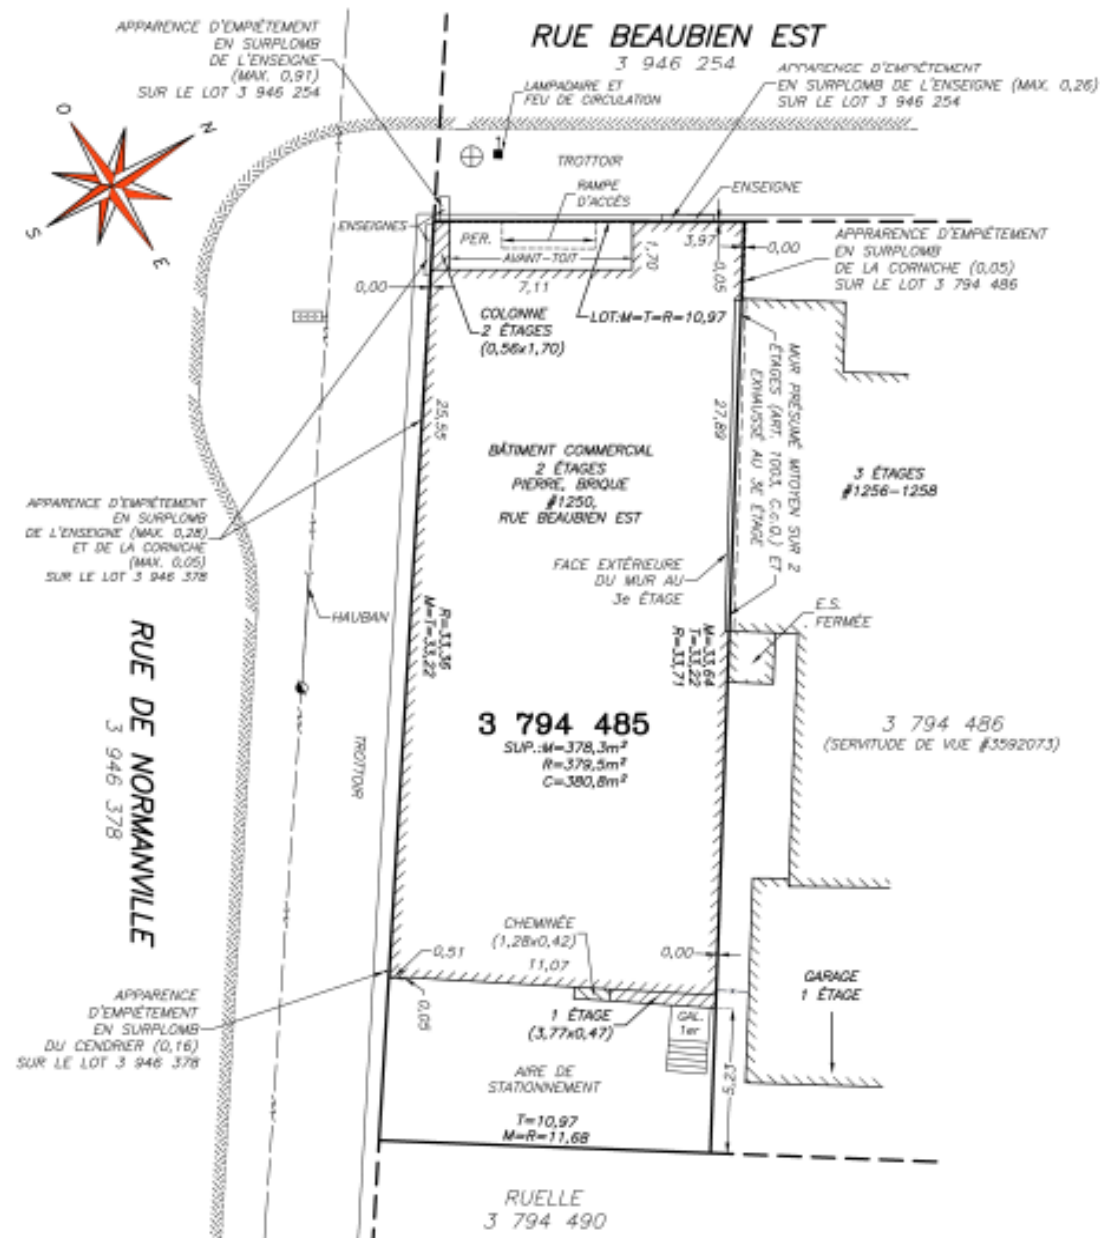 APPARENCE D'EMPIÈTEMENT
EN SURPLOMB
DE L'ENSEIGNE
(MAX. 0,91)
SUR LE LOT 3 946 254
RUE BEAUBIEN EST
3 946 254
LAMPADAIRE ET
FEU DE CIRCULATION
APPARENCE D'EMPIÈTEMENT
EN SURPLOMB DE L'ENSEIGNE (MAX. 0,26)
SUR LE LOT 3 946 254
O
N
S
E
TROTTOIR
RAMPE
D'ACCÈS
ENSEIGNE
ENSEIGNES
PER.
AVANT-TOIT
7,11
1,70
3,97
0,05
0,00
0,00
APPRARENCE D'EMPIÈTEMENT
EN SURPLOMB
DE LA CORNICHE (0,05)
SUR LE LOT 3 794 486
COLONNE
2 ÉTAGES
(0,56x1,70)
LOT:M=T=R=10,97
25,55
27,89
MUR PRÉSUMÉ MITOYEN SUR 2
ÉTAGES (ART. 1003, C.c.Q.) ET
EXHAUSSÉ AU 3E ÉTAGE
BÂTIMENT COMMERCIAL
2 ÉTAGES
PIERRE, BRIQUE
#1250,
RUE BEAUBIEN EST
3 ÉTAGES
#1256-1258
APPARENCE D'EMPIÈTEMENT
EN SURPLOMB
DE L'ENSEIGNE (MAX. 0,28)
ET DE LA CORNICHE
(MAX. 0,05)
SUR LE LOT 3 946 378
FACE EXTÉRIEURE
DU MUR AU
3e ÉTAGE
HAUBAN
R=33,36
M=T=33,22
M=33,64
T=33,22
R=33,71
E.S.
FERMÉE
RUE DE NORMANVILLE
3 946 378
TROTTOIR
3 794 485
SUP.:M=378,3m²
R=379,5m²
C=380,8m²
3 794 486
(SERVITUDE DE VUE #3592073)
CHEMINÉE
(1,28x0,42)
0,51
11,07
0,00
0,05
APPARENCE
D'EMPIÈTEMENT
EN SURPLOMB
DU CENDRIER (0,16)
SUR LE LOT 3 946 378
1 ÉTAGE
(3,77x0,47)
GAL.
1er
GARAGE
1 ÉTAGE
AIRE DE
STATIONNEMENT
5,23
T=10,97
M=R=11,68
RUELLE
3 794 490